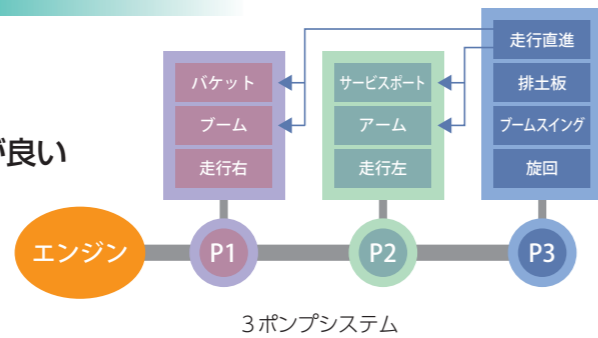 が良い
走行直進
バケット
サービスポート
排土板
ブーム
アーム
ブームスイング
走行右
走行左
旋回
エンジン
P1
P2
P3
3ポンプシステム